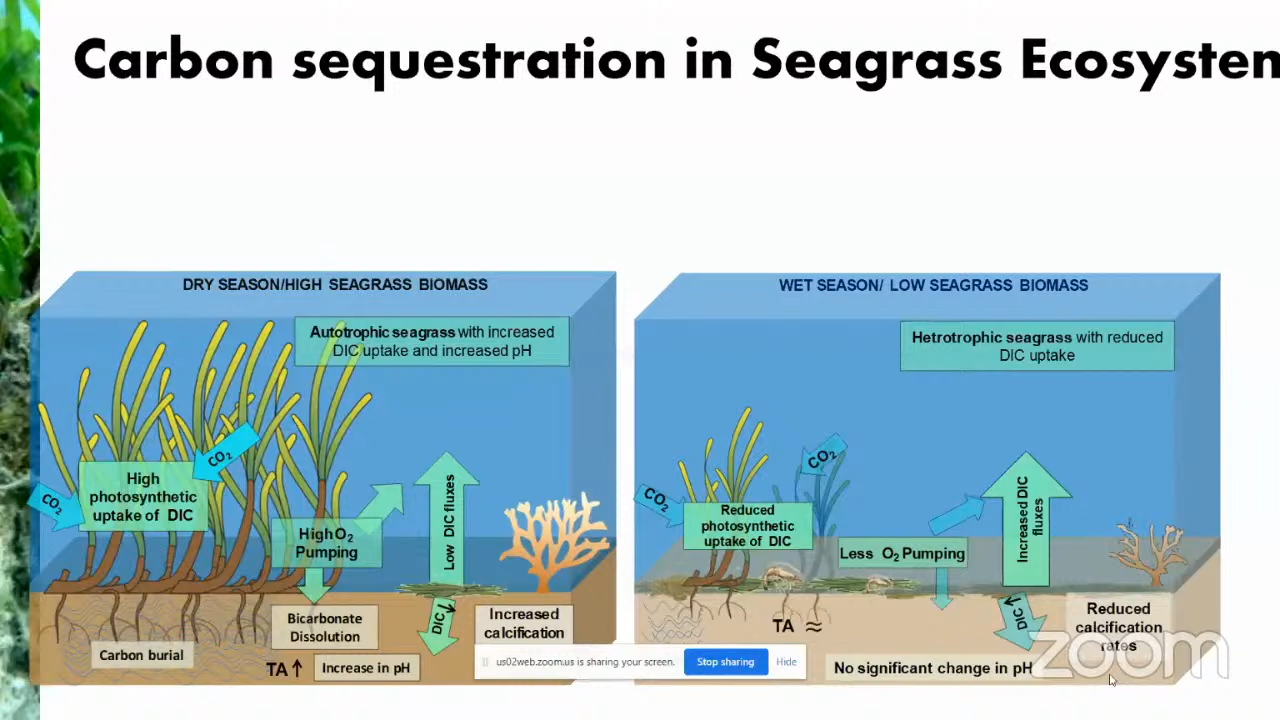 Carbon sequestration in Seagrass Ecosystem
DRY SEASON/HIGH SEAGRASS BIOMASS
Autotrophic seagrass with increased
DIC uptake and increased pH
CO2
CO2
High
photosynthetic
uptake of DIC
High O2
Pumping
Low DIC fluxes
DIC
Bicarbonate
Dissolution
Increased
calcification
Carbon burial
TA ↑
Increase in pH
WET SEASON/ LOW SEAGRASS BIOMASS
Hetrotrophic seagrass with reduced
DIC uptake
CO2
CO2
Reduced
photosynthetic
uptake of DIC
Less O2 Pumping
Increased DIC
fluxes
DIC
TA ≈
Reduced
calcification
rates
No significant change in pH
us02web.zoom.us is sharing your screen.
Stop sharing
Hide
zoom